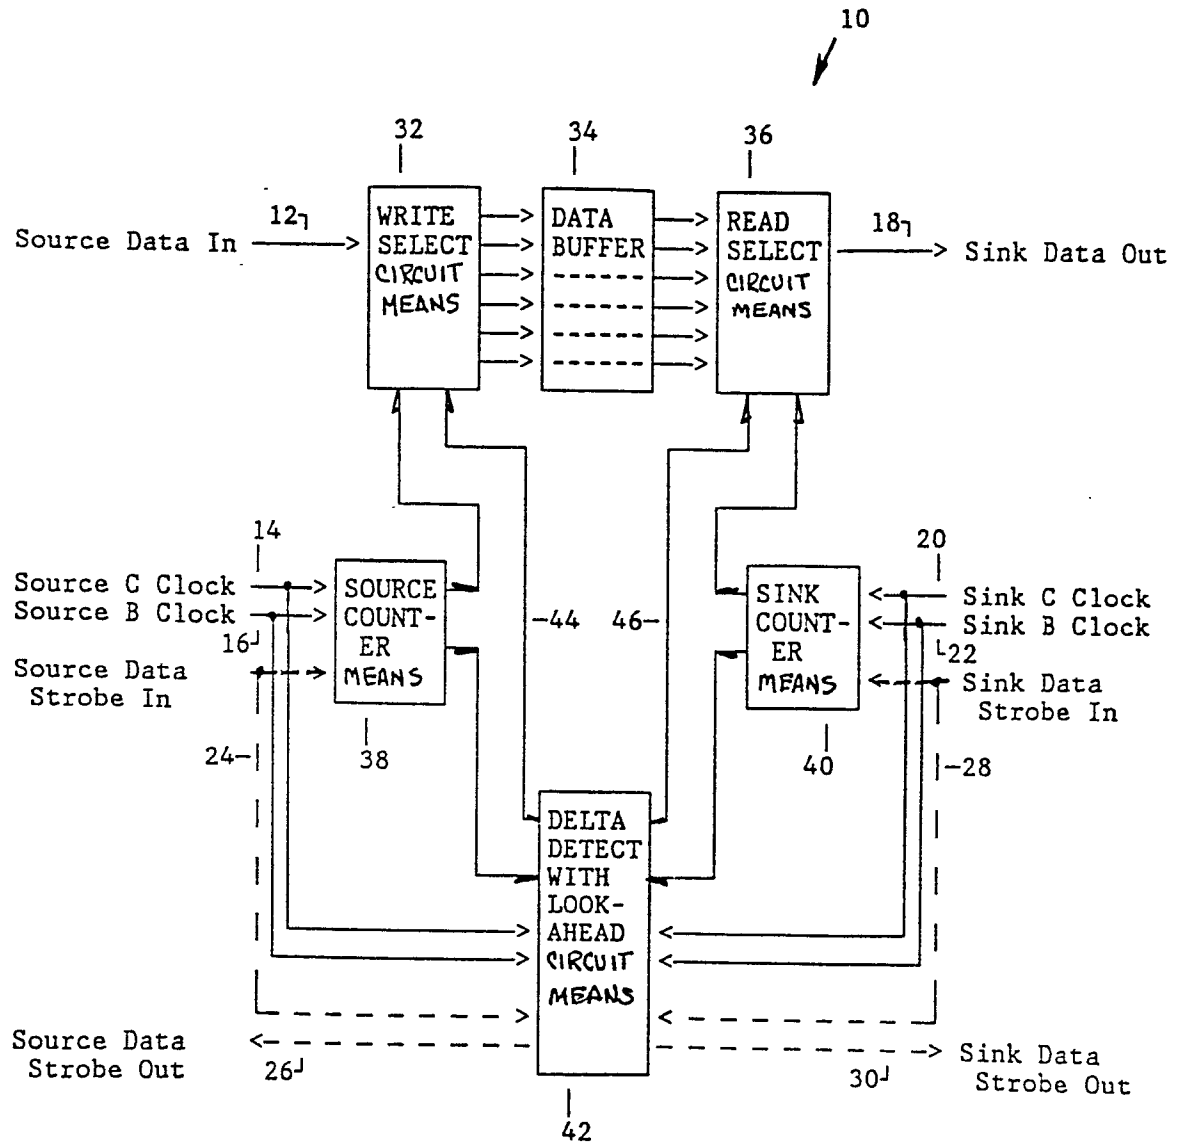 10
32
34
36
12
18
Source Data In
WRITE
SELECT
CIRCUIT
MEANS
DATA
BUFFER
READ
SELECT
CIRCUIT
MEANS
Sink Data Out
14
20
Source C Clock
Source B Clock
16
Source Data
Strobe In
SOURCE
COUNT-
ER
MEANS
44
46
SINK
COUNT-
ER
MEANS
Sink C Clock
Sink B Clock
22
Sink Data
Strobe In
24
38
40
28
DELTA
DETECT
WITH
LOOK-
AHEAD
CIRCUIT
MEANS
Source Data
Strobe Out
26
30
Sink Data
Strobe Out
42